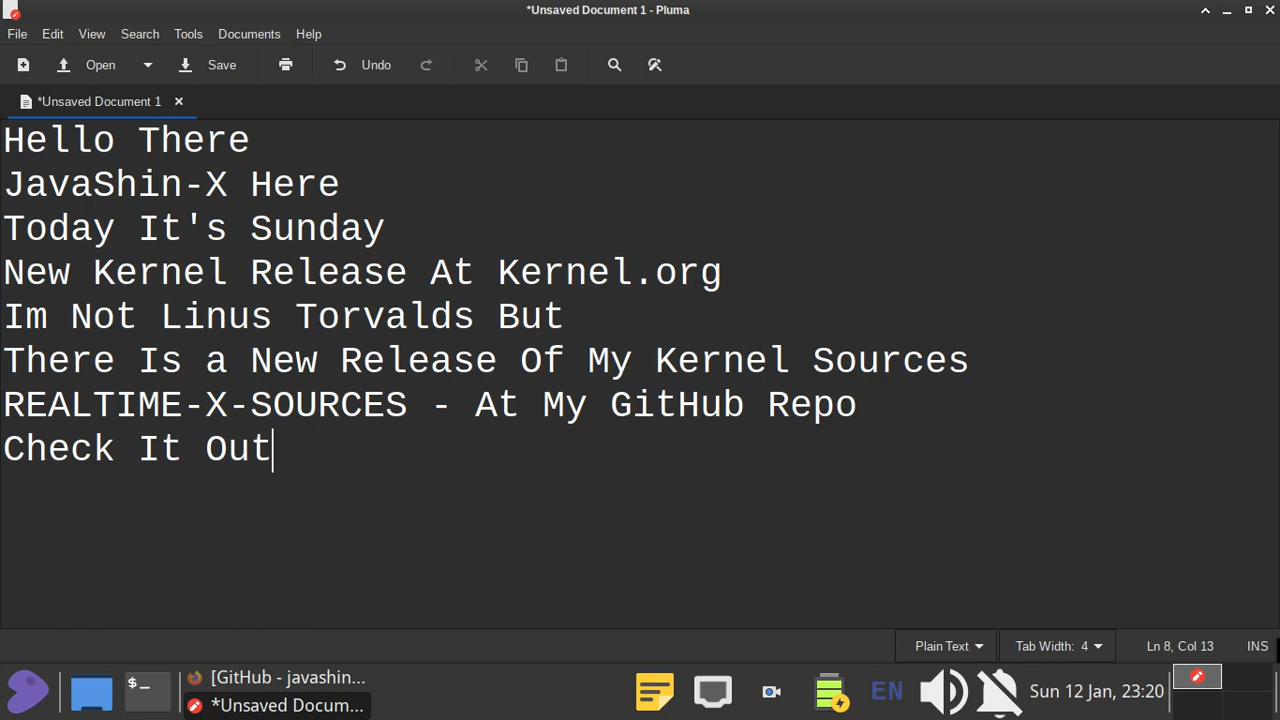 *Unsaved Document 1 - Pluma
File Edit View Search Tools Documents Help
Open Save Undo
*Unsaved Document 1
Hello There
JavaShin-X Here
Today It's Sunday
New Kernel Release At Kernel.org
Im Not Linus Torvalds But
There Is a New Release Of My Kernel Sources
REALTIME-X-SOURCES - At My GitHub Repo
Check It Out
Plain Text Tab Width: 4 Ln 8, Col 13 INS
$_
[GitHub - javashin...
*Unsaved Docum...
EN
Sun 12 Jan, 23:20